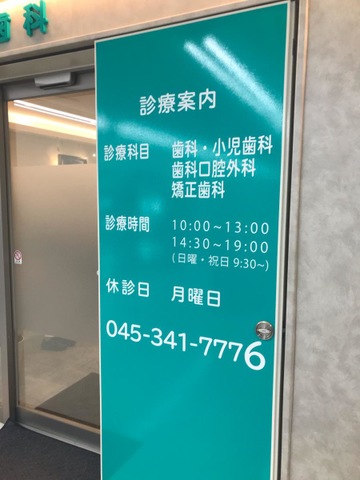 歯科
診療案内
診療科目 歯科・小児歯科
歯科口腔外科
矯正歯科
診療時間 10:00～13:00
14:30～19:00
(日曜・祝日 9:30～)
休診日 月曜日
045-341-7776